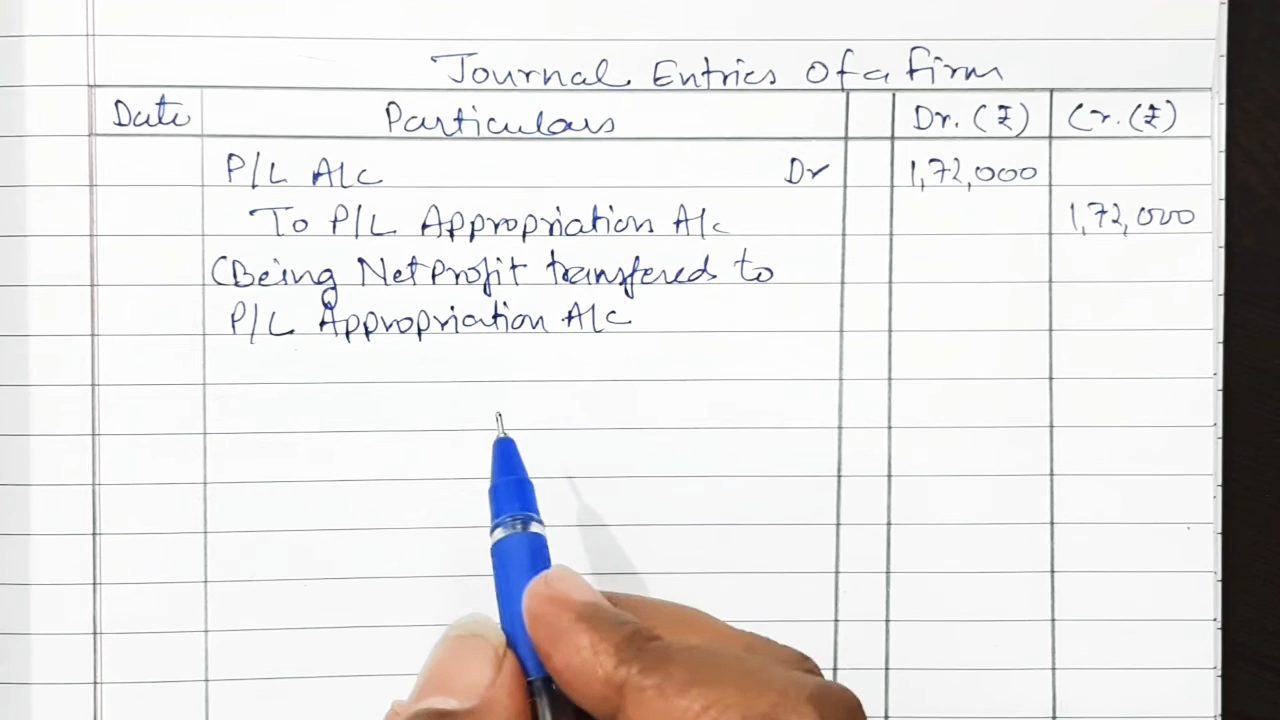 Journal Entries Of a firm
Date Particulars Dr. (₹) Cr. (₹)
P/L A/c Dr 1,72,000
To P/L Appropriation A/c 1,72,000
(Being Net Profit transfered to
P/L Appropriation A/c